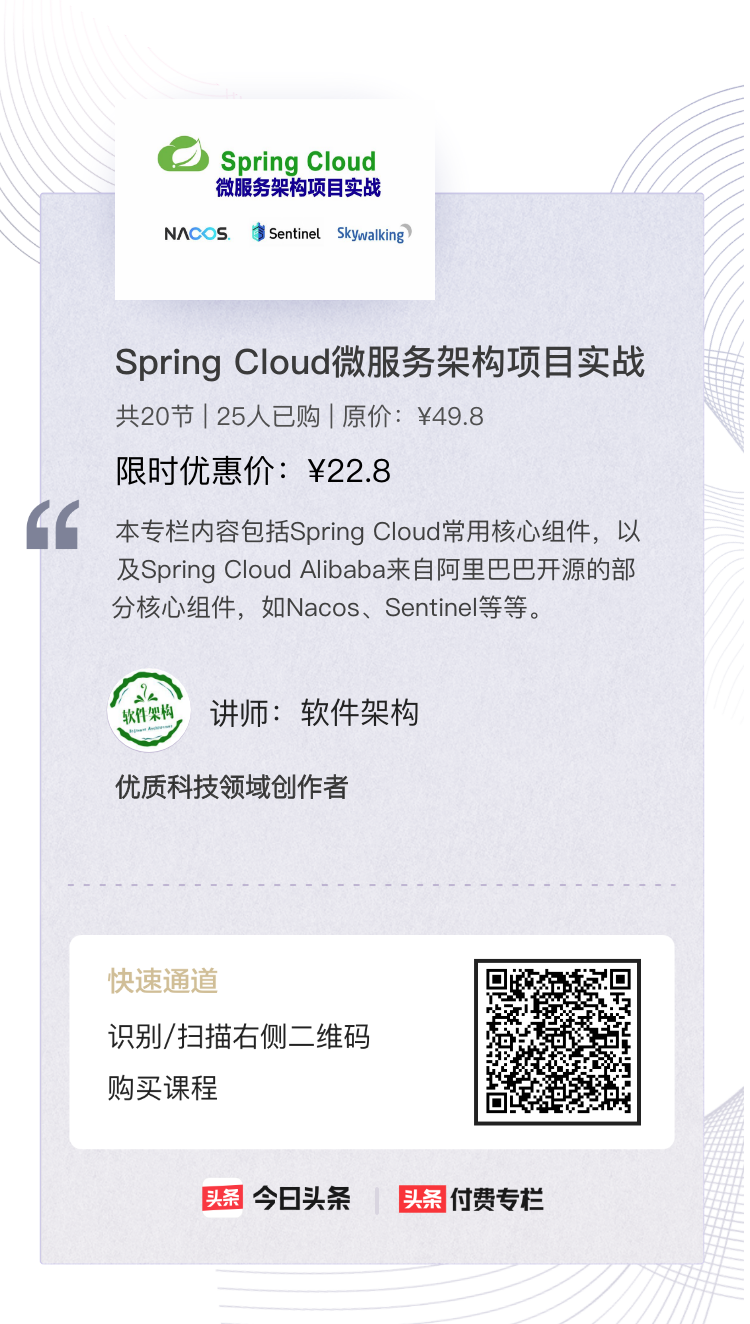 Spring Cloud
微服务架构项目实战
NACOS.
Sentinel
Skywalking
Spring Cloud微服务架构项目实战
共20节 | 25人已购 | 原价：¥49.8
限时优惠价：¥22.8
本专栏内容包括Spring Cloud常用核心组件，以
及Spring Cloud Alibaba来自阿里巴巴开源的部
分核心组件，如Nacos、Sentinel等等。
软件架构
讲师：软件架构
优质科技领域创作者
快速通道
识别/扫描右侧二维码
购买课程
头条 今日头条 | 头条 付费专栏